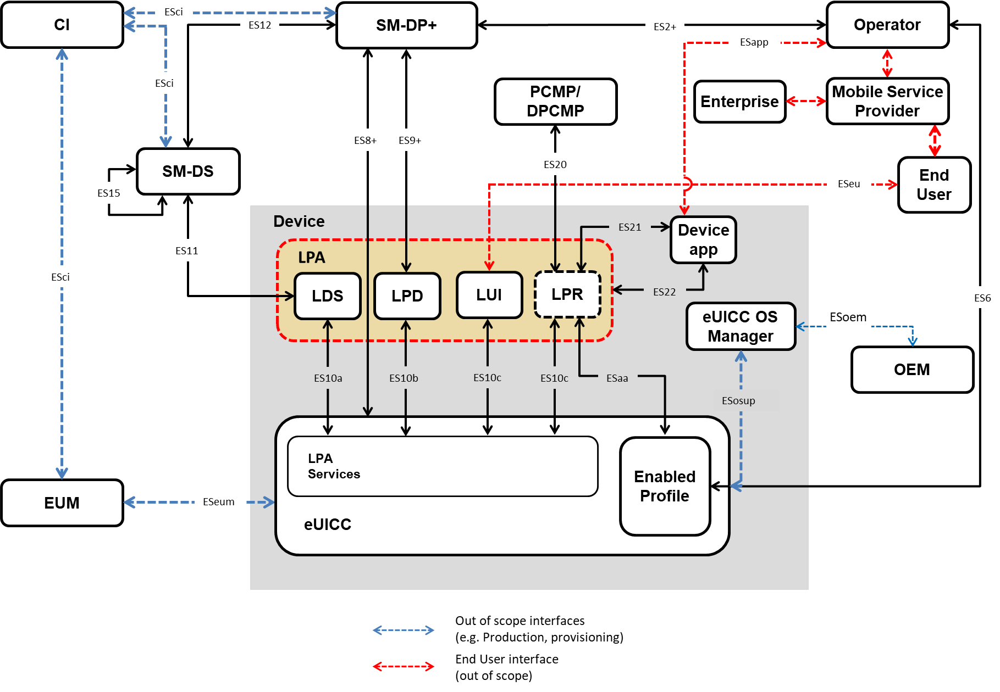 CI
ESci
SM-DP+
ES2+
Operator
ES12
ESapp
ESci
PCMP/
DPCMP
Enterprise
Mobile Service
Provider
ES8+
ES9+
ES20
SM-DS
ES15
ESeu
End
User
Device
ES21
Device
app
ES11
LPA
LDS
LPD
LUI
LPR
ES22
ES6
ESci
eUICC OS
Manager
ESoem
OEM
ES10a
ES10b
ES10c
ES10c
ESaa
ESosup
LPA
Services
Enabled
Profile
EUM
ESeum
eUICC
Out of scope interfaces
(e.g. Production, provisioning)
End User interface
(out of scope)